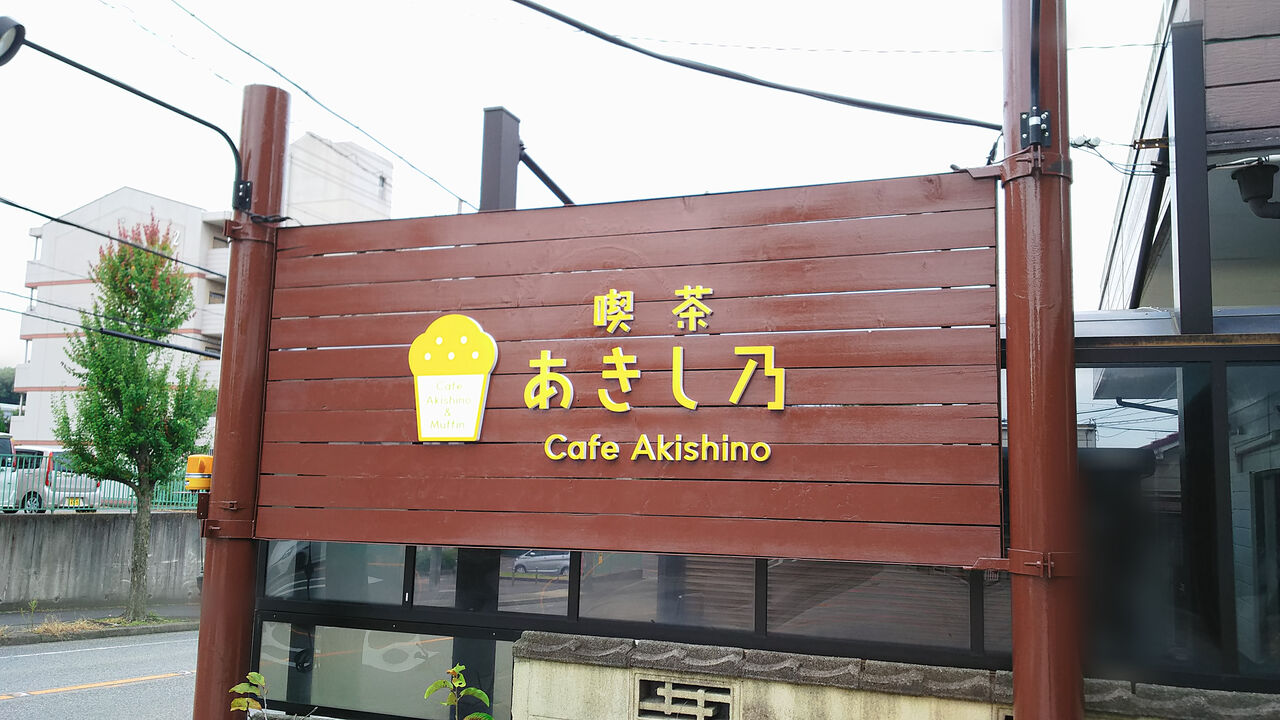 喫茶
あきし乃
Cafe Akishino
Cafe
Akishino
&
Muffin